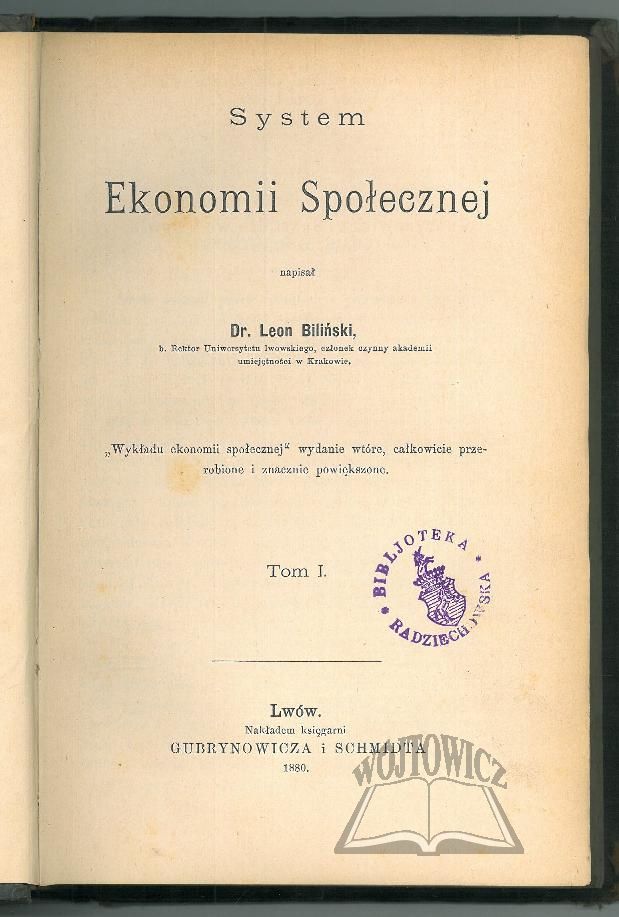 System
Ekonomii Społecznej
napisał
Dr. Leon Biliński,
b. Rektor Uniwersytetu lwowskiego, członek czynny akademii
umiejętności w Krakowie.
„Wykładu ekonomii społecznej“ wydanie wtóre, całkowicie prze-
robione i znacznie powiększone.
Tom I.
* BIBLJOTEKA *
RADZIECHOWSKA
Lwów.
Nakładem księgarni
GUBRYNOWICZA i SCHMIDTA
1880.
WÓJTOWICZ